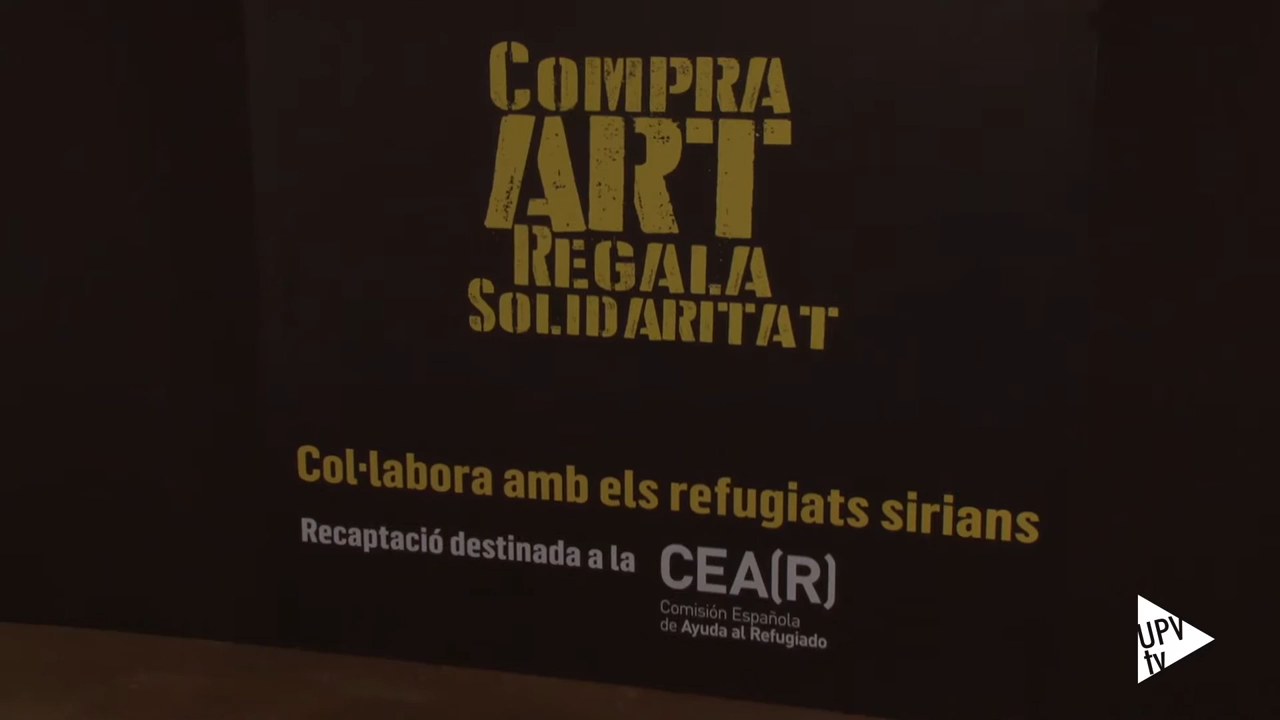 COMPRA
ART
REGALA
SOLIDARITAT
Col·labora amb els refugiats sirians
Recaptació destinada a la
CEA(R)
Comisión Española
de Ayuda al Refugiado
UPV
tv